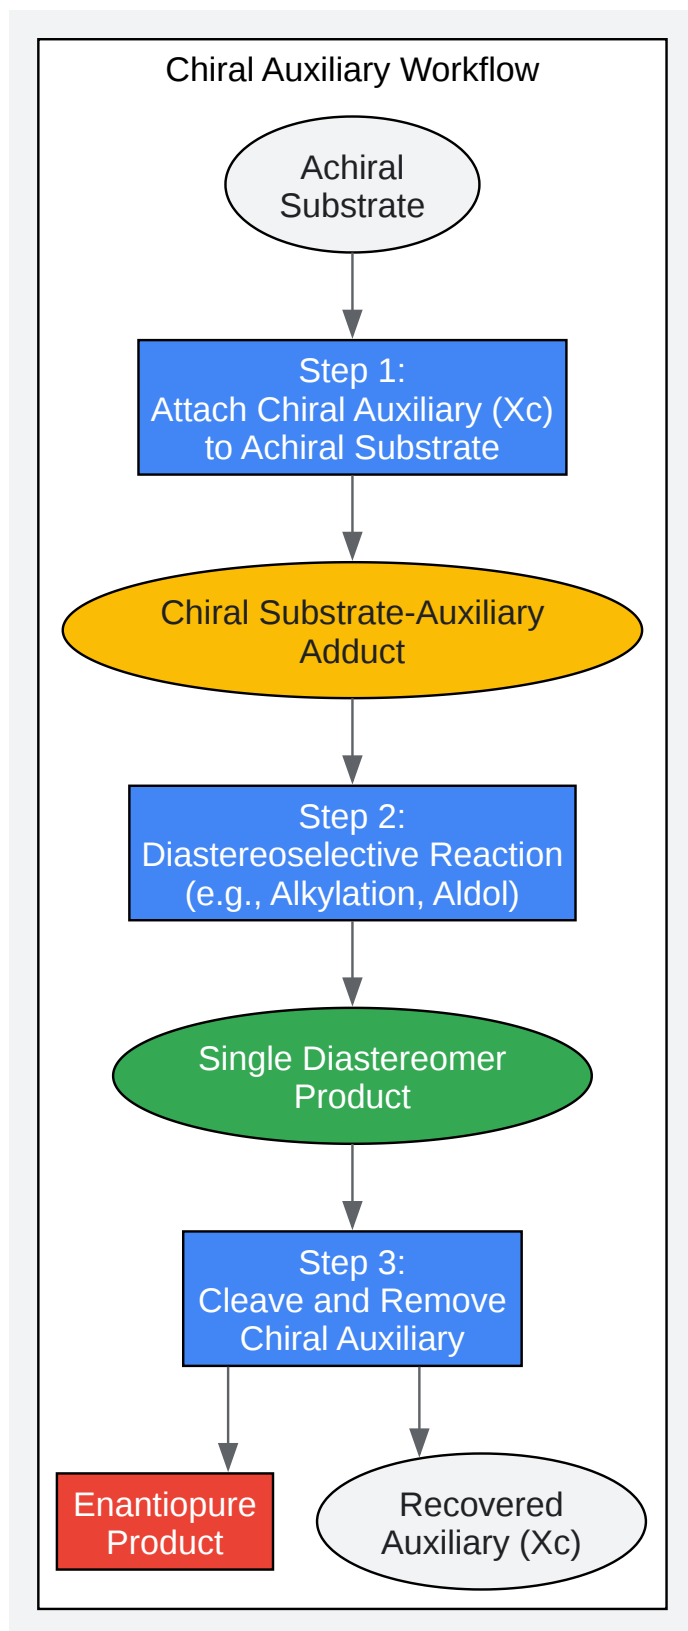 Chiral Auxiliary Workflow
Achiral
Substrate
Step 1:
Attach Chiral Auxiliary (Xc)
to Achiral Substrate
Chiral Substrate-Auxiliary
Adduct
Step 2:
Diastereoselective Reaction
(e.g., Alkylation, Aldol)
Single Diastereomer
Product
Step 3:
Cleave and Remove
Chiral Auxiliary
Enantiopure
Product
Recovered
Auxiliary (Xc)